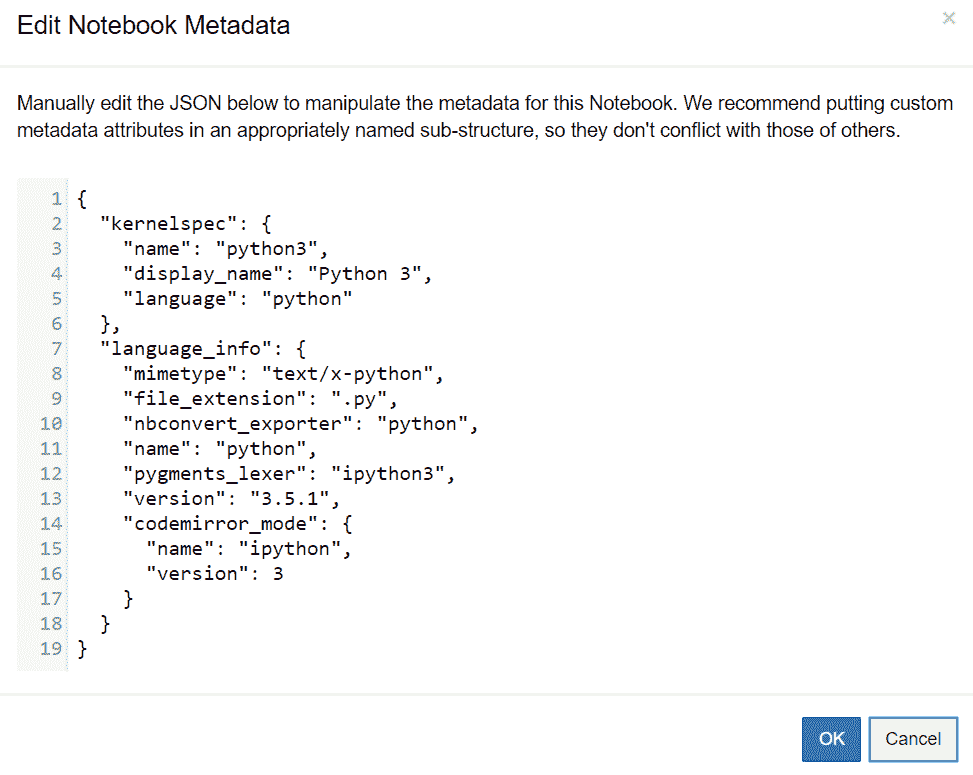 Edit Notebook Metadata
×
Manually edit the JSON below to manipulate the metadata for this Notebook. We recommend putting custom
metadata attributes in an appropriately named sub-structure, so they don't conflict with those of others.
1 {
2   "kernelspec": {
3     "name": "python3",
4     "display_name": "Python 3",
5     "language": "python"
6   },
7   "language_info": {
8     "mimetype": "text/x-python",
9     "file_extension": ".py",
10     "nbconvert_exporter": "python",
11     "name": "python",
12     "pygments_lexer": "ipython3",
13     "version": "3.5.1",
14     "codemirror_mode": {
15       "name": "ipython",
16       "version": 3
17     }
18   }
19 }
OK Cancel